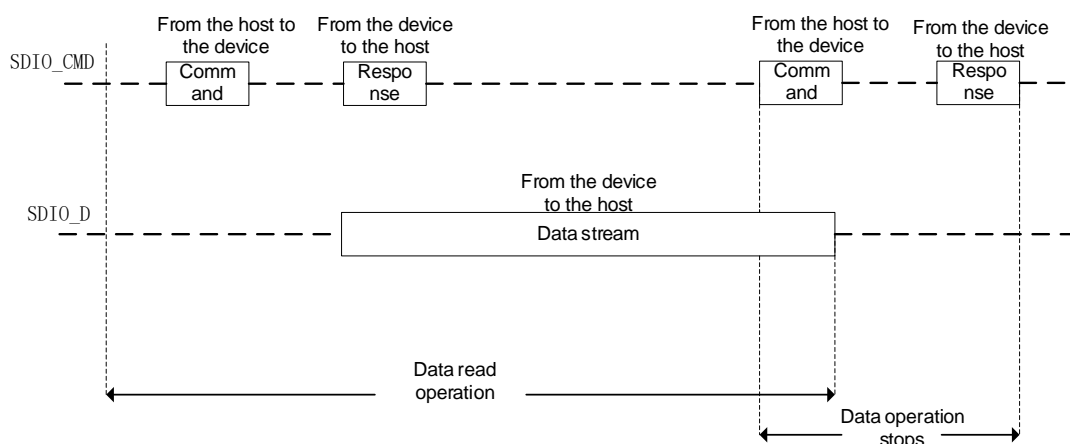 From the host to
the device
From the device
to the host
From the host to
the device
From the device
to the host
SDIO_CMD
Comm
and
Respo
nse
Comm
and
Respo
nse
From the device
to the host
SDIO_D
Data stream
Data read
operation
Data operation
stops